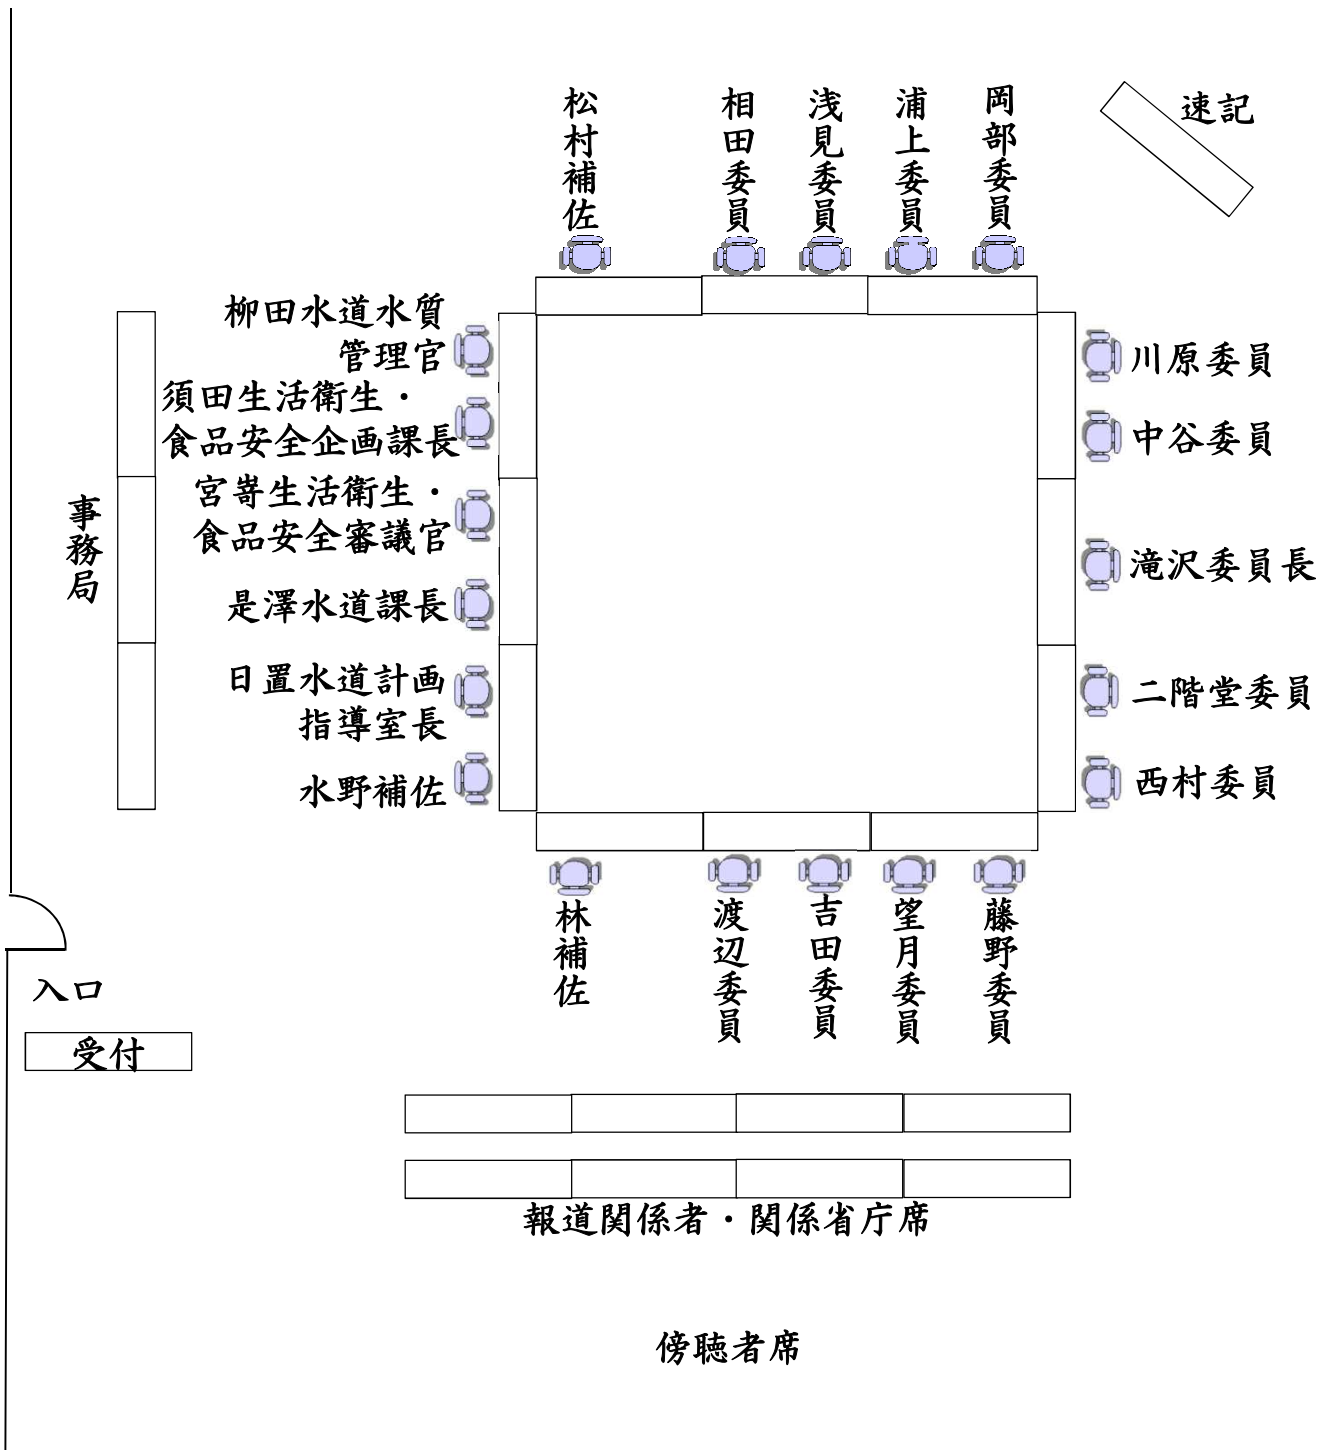 速記
松村補佐
相田委員
浅見委員
浦上委員
岡部委員
柳田水道水質
管理官
須田生活衛生・
食品安全企画課長
宮嵜生活衛生・
食品安全審議官
是澤水道課長
日置水道計画
指導室長
水野補佐
事務局
川原委員
中谷委員
滝沢委員長
二階堂委員
西村委員
林補佐
渡辺委員
吉田委員
望月委員
藤野委員
入口
受付
報道関係者・関係省庁席
傍聴者席